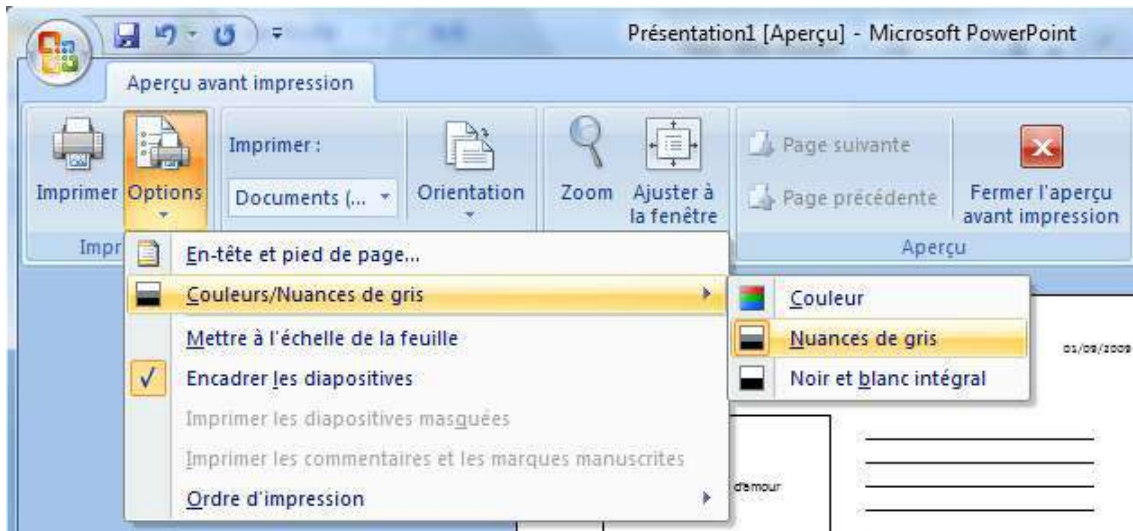 Présentation1 [Aperçu] - Microsoft PowerPoint
Aperçu avant impression
Imprimer
Options
Imprimer :
Documents (...
Orientation
Zoom
Ajuster à
la fenêtre
Page suivante
Page précédente
Fermer l'aperçu
avant impression
Impr
Aperçu
En-tête et pied de page...
Couleurs/Nuances de gris
Mettre à l'échelle de la feuille
Encadrer les diapositives
Imprimer les diapositives masquées
Imprimer les commentaires et les marques manuscrites
Ordre d'impression
Couleur
Nuances de gris
Noir et blanc intégral
01/09/2009
d'amour